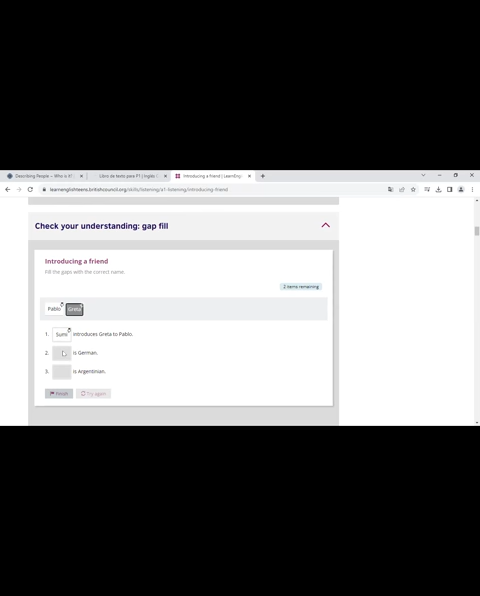 Describing People – Who is it?
Libro de texto para P1 | Inglés I
Introducing a friend | LearnEng
learnenglishteens.britishcouncil.org/skills/listening/a1-listening/introducing-friend
Check your understanding: gap fill
Introducing a friend
Fill the gaps with the correct name.
2 items remaining
Pablo Greta
1. Sumi introduces Greta to Pablo.
2. is German.
3. is Argentinian.
Finish Try again